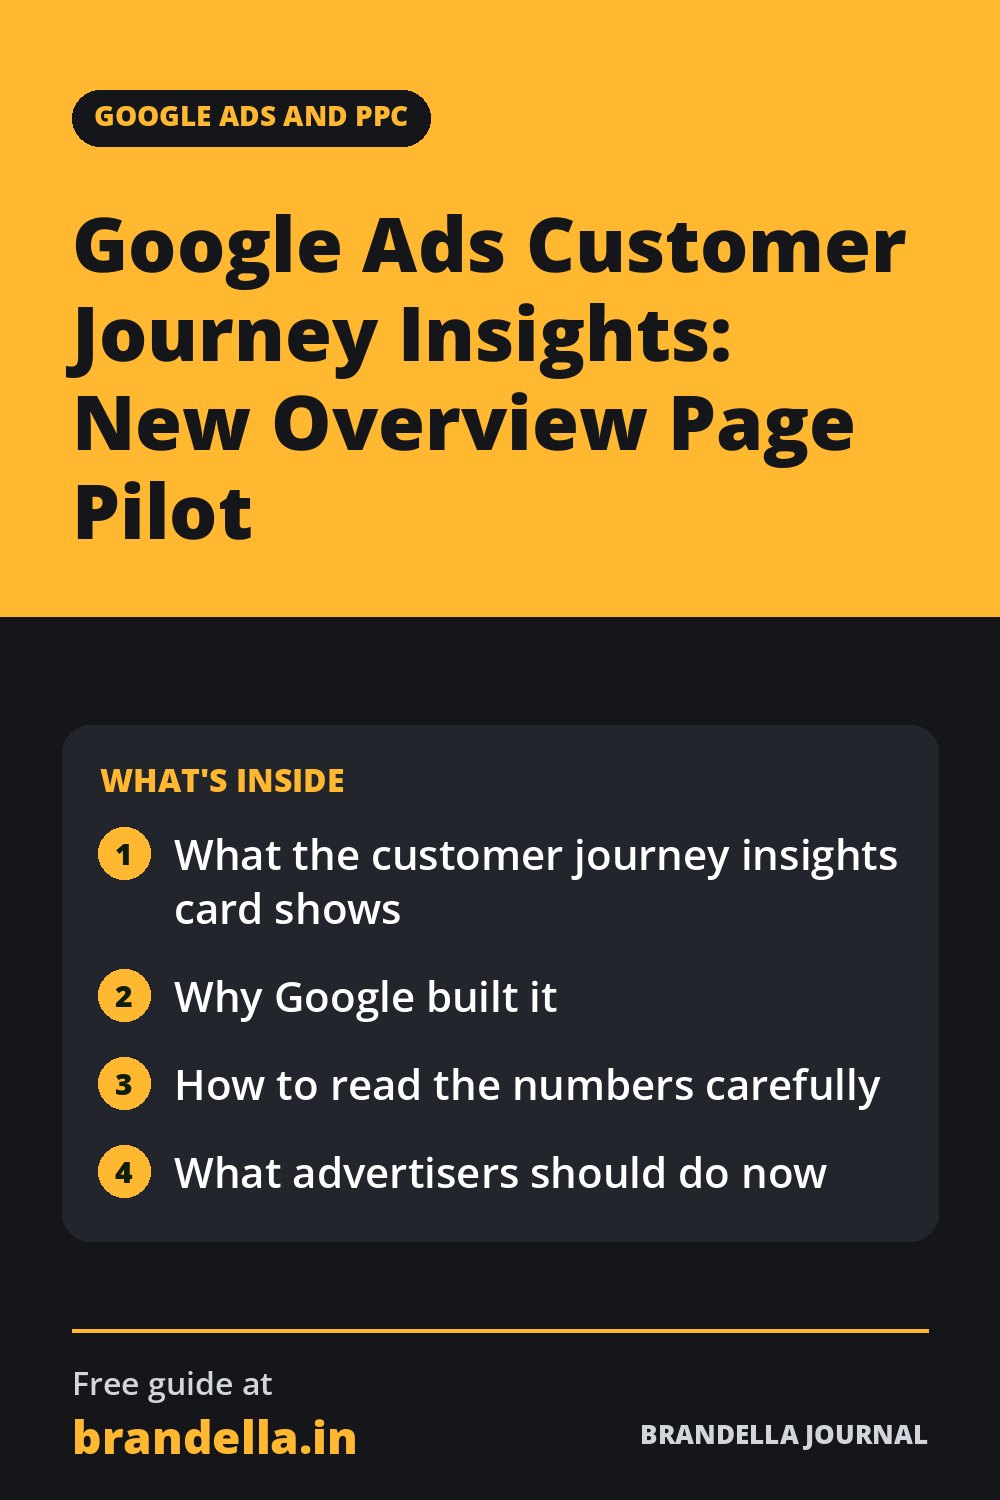 GOOGLE ADS AND PPC
Google Ads Customer
Journey Insights:
New Overview Page
Pilot
WHAT'S INSIDE
1 What the customer journey insights
card shows
2 Why Google built it
3 How to read the numbers carefully
4 What advertisers should do now
Free guide at
brandella.in
BRANDELLA JOURNAL